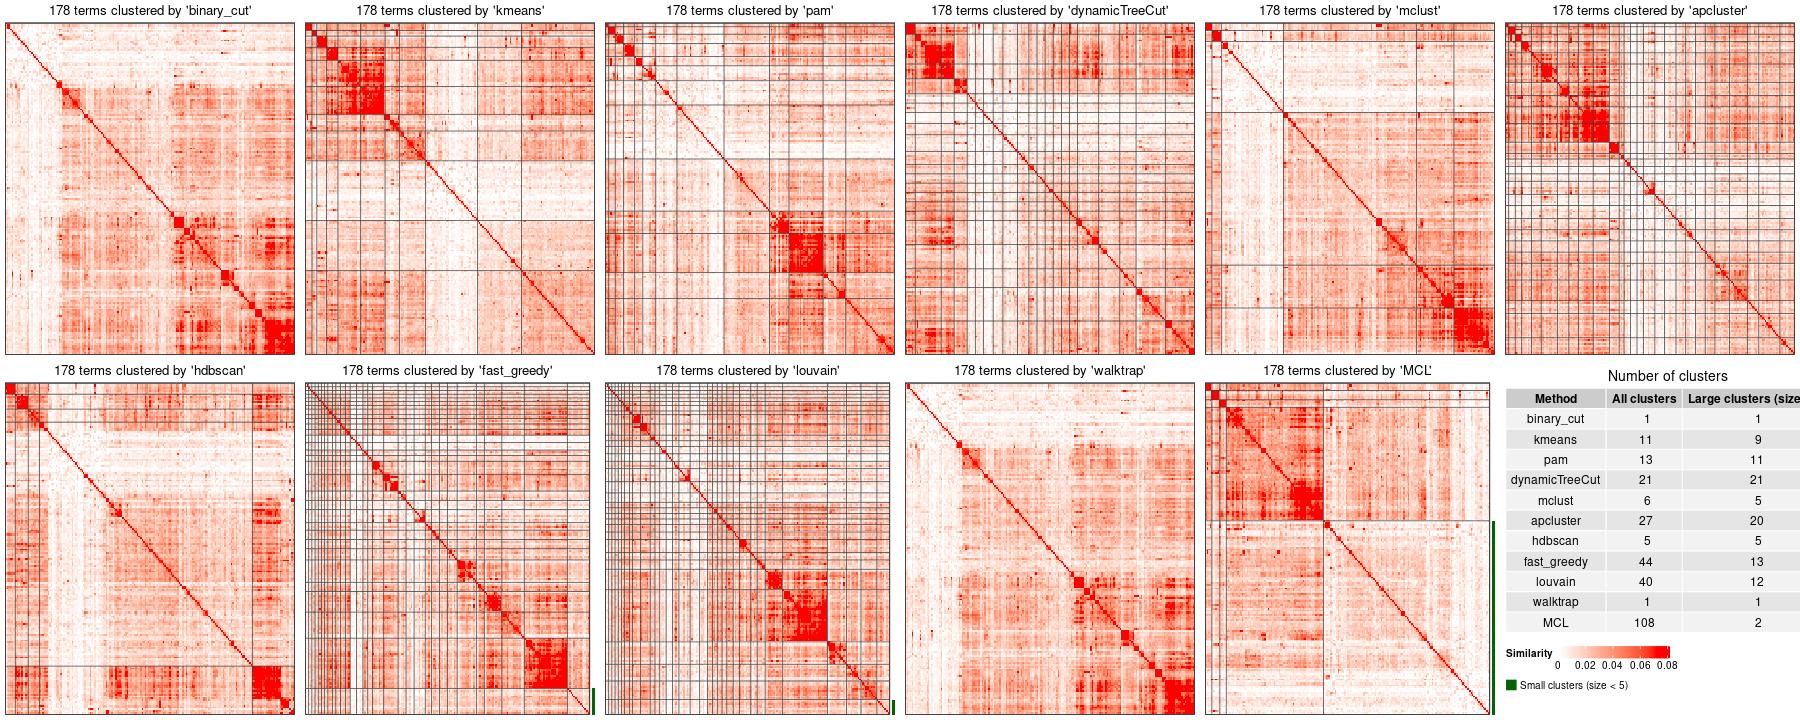 178 terms clustered by 'binary_cut'
178 terms clustered by 'kmeans'
178 terms clustered by 'pam'
178 terms clustered by 'dynamicTreeCut'
178 terms clustered by 'mclust'
178 terms clustered by 'apcluster'
178 terms clustered by 'hdbscan'
178 terms clustered by 'fast_greedy'
178 terms clustered by 'louvain'
178 terms clustered by 'walktrap'
178 terms clustered by 'MCL'
Number of clusters
Method All clusters Large clusters (size
binary_cut 1 1
kmeans 11 9
pam 13 11
dynamicTreeCut 21 21
mclust 6 5
apcluster 27 20
hdbscan 5 5
fast_greedy 44 13
louvain 40 12
walktrap 1 1
MCL 108 2
Similarity
0 0.02 0.04 0.06 0.08
Small clusters (size < 5)